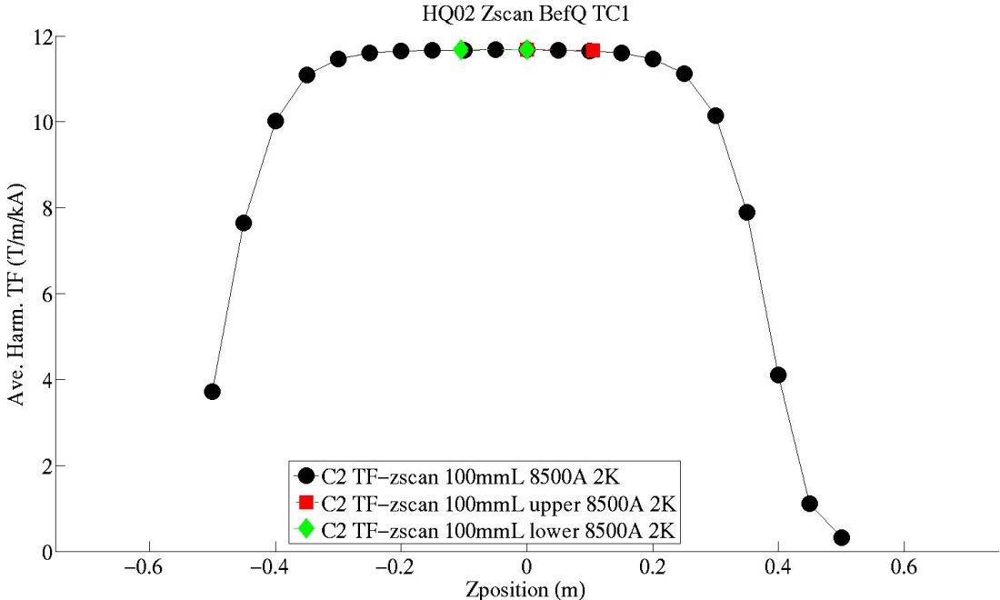 HQ02 Zscan BefQ TC1
12
10
8
6
4
2
0
Ave. Harm. TF (T/m/kA)
C2 TF−zscan 100mmL 8500A 2K
C2 TF−zscan 100mmL upper 8500A 2K
C2 TF−zscan 100mmL lower 8500A 2K
−0.6 −0.4 −0.2 0 0.2 0.4 0.6
Zposition (m)